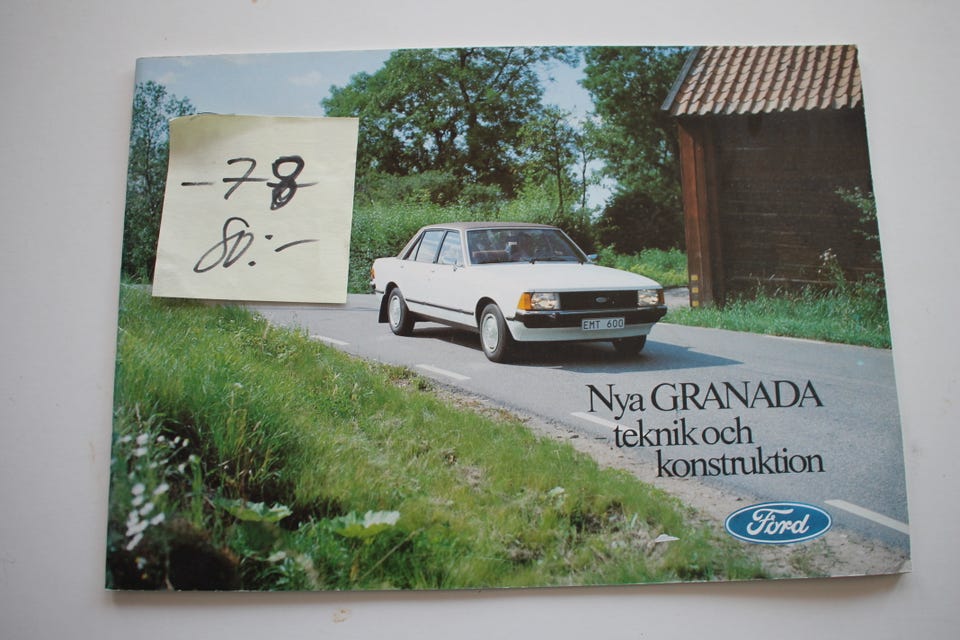 -78
80:-
EMT 600
Nya GRANADA
teknik och
konstruktion
Ford